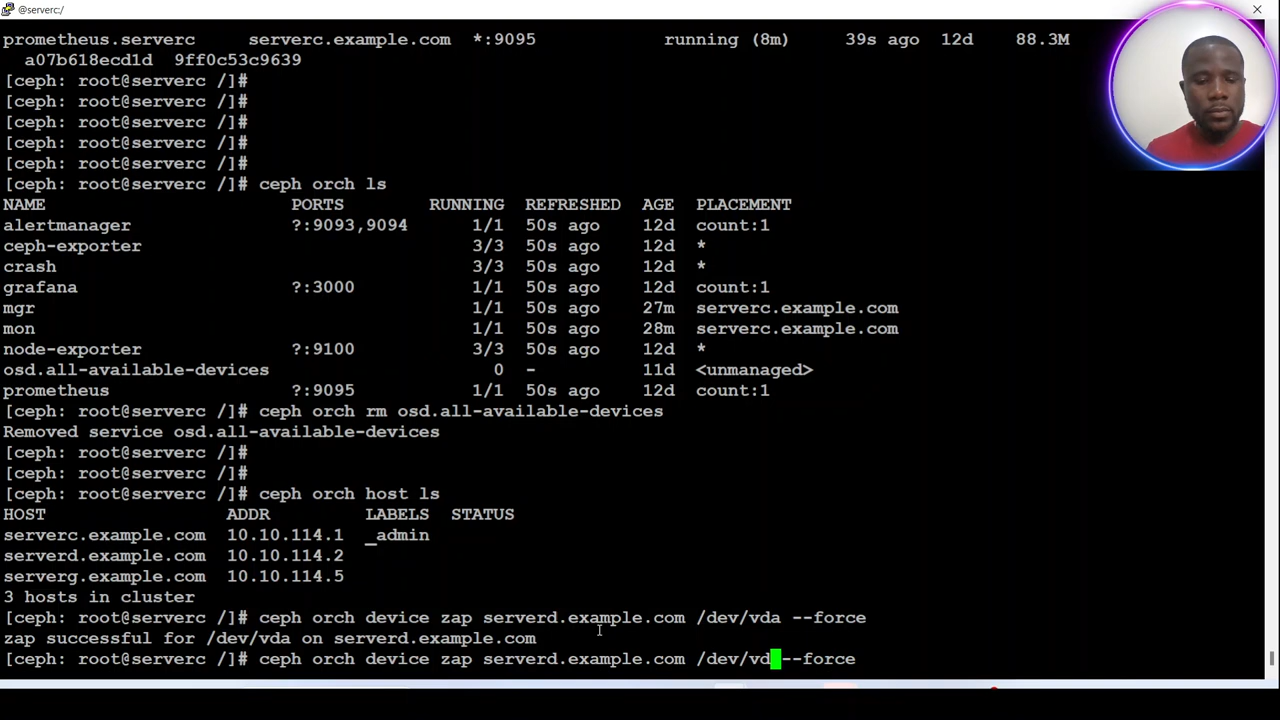 @serverc:/
prometheus.serverc serverc.example.com *:9095 running (8m) 39s ago 12d 88.3M
a07b618ecd1d 9ff0c53c9639
[ceph: root@serverc /]#
[ceph: root@serverc /]#
[ceph: root@serverc /]#
[ceph: root@serverc /]#
[ceph: root@serverc /]#
[ceph: root@serverc /]# ceph orch ls
NAME PORTS RUNNING REFRESHED AGE PLACEMENT
alertmanager ?:9093,9094 1/1 50s ago 12d count:1
ceph-exporter 3/3 50s ago 12d *
crash 3/3 50s ago 12d *
grafana ?:3000 1/1 50s ago 12d count:1
mgr 1/1 50s ago 27m serverc.example.com
mon 1/1 50s ago 28m serverc.example.com
node-exporter ?:9100 3/3 50s ago 12d *
osd.all-available-devices 0 - 11d <unmanaged>
prometheus ?:9095 1/1 50s ago 12d count:1
[ceph: root@serverc /]# ceph orch rm osd.all-available-devices
Removed service osd.all-available-devices
[ceph: root@serverc /]#
[ceph: root@serverc /]#
[ceph: root@serverc /]# ceph orch host ls
HOST ADDR LABELS STATUS
serverc.example.com 10.10.114.1 _admin
serverd.example.com 10.10.114.2
serverg.example.com 10.10.114.5
3 hosts in cluster
[ceph: root@serverc /]# ceph orch device zap serverd.example.com /dev/vda --force
zap successful for /dev/vda on serverd.example.com
[ceph: root@serverc /]# ceph orch device zap serverd.example.com /dev/vd --force